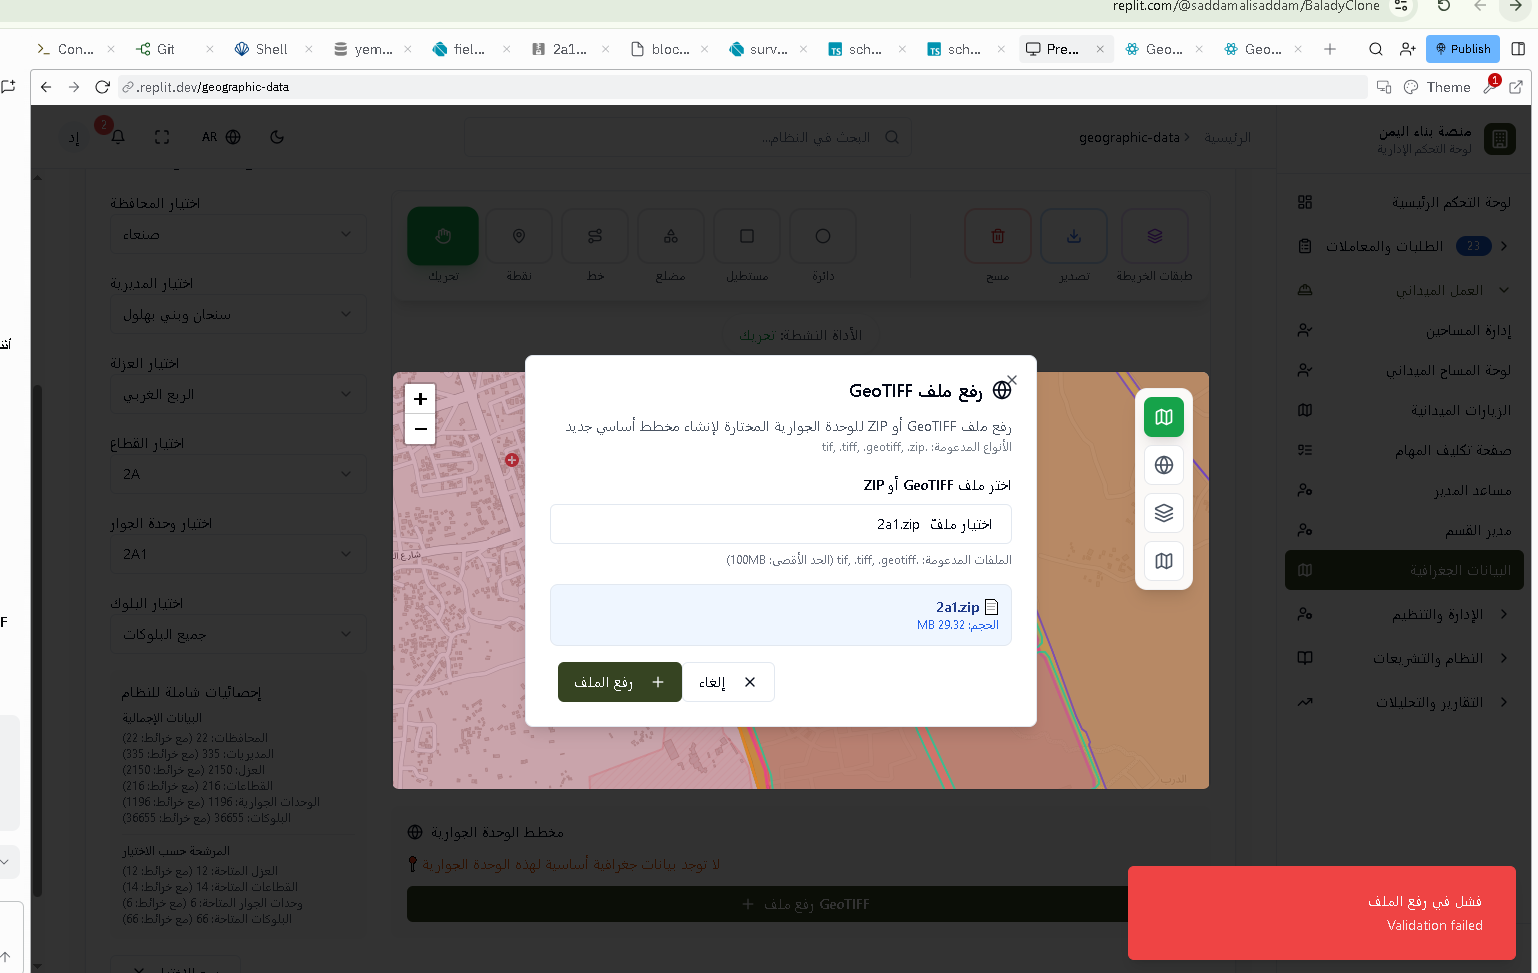 replit.com/@saddamalisaddam/BaladyClone
Con...
Git
Shell
yem...
fiel...
2a1...
bloc...
surv...
sch...
sch...
Pre...
Geo...
Geo...
Publish
.replit.dev/geographic-data
Theme
1
منصة بناء اليمن
لوحة التحكم الإدارية
الرئيسية
geographic-data
البحث في النظام...
AR
2
إد
لوحة التحكم الرئيسية
الطلبات والمعاملات
23
العمل الميداني
إدارة المساحين
لوحة المساح الميداني
الزيارات الميدانية
صفحة تكليف المهام
مساعد المدير
مدير القسم
البيانات الجغرافية
الإدارة والتنظيم
النظام والتشريعات
التقارير والتحليلات
طبقات الخريطة
تصدير
مسح
دائرة
مستطيل
مضلع
خط
نقطة
تحريك
الأداة النشطة: تحريك
+
−
رفع ملف GeoTIFF
رفع ملف GeoTIFF أو ZIP للوحدة الجوارية المختارة لإنشاء مخطط أساسي جديد
الأنواع المدعومة: .tif, .tiff, .geotiff, .zip
اختر ملف GeoTIFF أو ZIP
اختيار ملفّ 2a1.zip
الملفات المدعومة: .tif, .tiff, .geotiff (الحد الأقصى: 100MB)
2a1.zip
الحجم: 29.32 MB
إلغاء
رفع الملف
مخطط الوحدة الجوارية
لا توجد بيانات جغرافية أساسية لهذه الوحدة الجوارية
رفع ملف GeoTIFF
اختيار المحافظة
صنعاء
اختيار المديرية
سنحان وبني بهلول
اختيار العزلة
الربع الغربي
اختيار القطاع
2A
اختيار وحدة الجوار
2A1
اختيار البلوك
جميع البلوكات
إحصائيات شاملة للنظام
البيانات الإجمالية
المحافظات: 22 (مع خرائط: 22)
المديريات: 335 (مع خرائط: 335)
العزل: 2150 (مع خرائط: 2150)
القطاعات: 216 (مع خرائط: 216)
الوحدات الجوارية: 1196 (مع خرائط: 1196)
البلوكات: 36655 (مع خرائط: 36655)
المرشحة حسب الاختيار
العزل المتاحة: 12 (مع خرائط: 12)
القطاعات المتاحة: 14 (مع خرائط: 14)
وحدات الجوار المتاحة: 6 (مع خرائط: 6)
البلوكات المتاحة: 66 (مع خرائط: 66)
فشل في رفع الملف
Validation failed